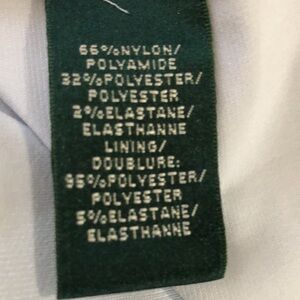 66%NYLON/
POLYAMIDE
32%POLYESTER/
POLYESTER
2%ELASTANE/
ELASTHANNE
LINING/
DOUBLURE:
95%POLYESTER/
POLYESTER
5%ELASTANE/
ELASTHANNE